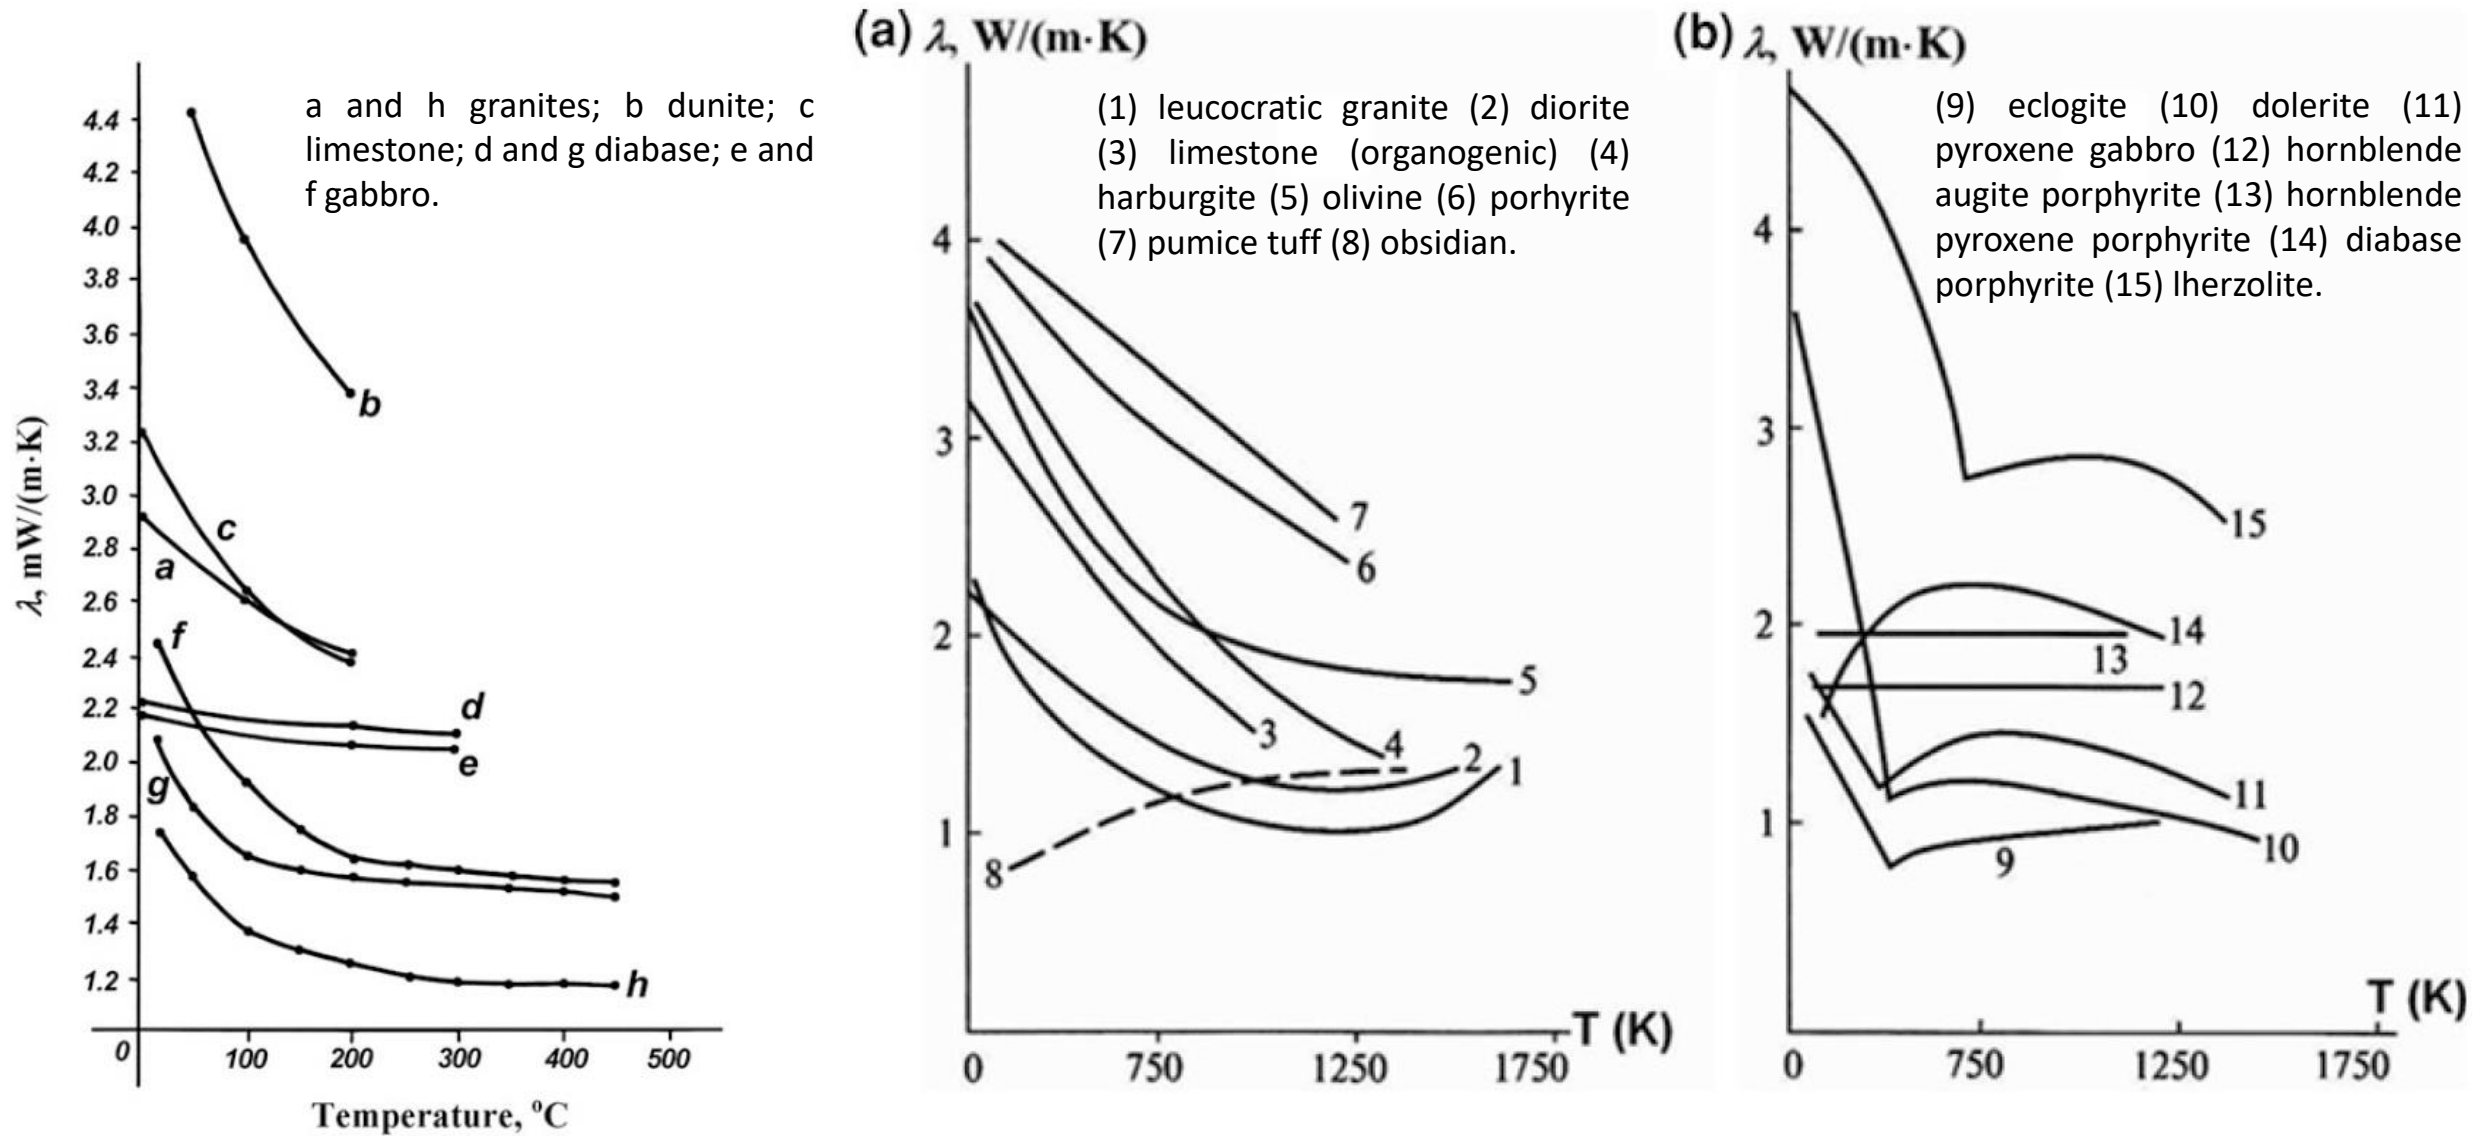 a and h granites; b dunite; c
limestone; d and g diabase; e and
f gabbro.
λ, mW/(m·K)
4.4
4.2
4.0
3.8
3.6
3.4
3.2
3.0
2.8
2.6
2.4
2.2
2.0
1.8
1.6
1.4
1.2
b
c
a
f
d
e
g
h
0 100 200 300 400 500
Temperature, °C
(a) λ, W/(m·K)
(1) leucocratic granite (2) diorite
(3) limestone (organogenic) (4)
harburgite (5) olivine (6) porhyrite
(7) pumice tuff (8) obsidian.
4
3
2
1
7
6
5
3
4
2
1
8
T (K)
0 750 1250 1750
(b) λ, W/(m·K)
(9) eclogite (10) dolerite (11)
pyroxene gabbro (12) hornblende
augite porphyrite (13) hornblende
pyroxene porphyrite (14) diabase
porphyrite (15) lherzolite.
4
3
2
1
15
14
13
12
11
10
9
T (K)
0 750 1250 1750